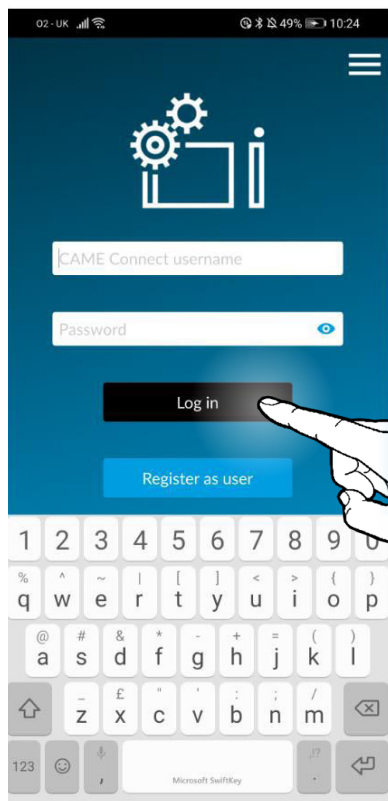 O2-UK 49% 10:24
CAME Connect username
Password
Log in
Register as user
1 2 3 4 5 6 7 8 9 0
% ^ ~ | [ ] < > { }
q w e r t y u i o p
@ # & * - + = ( )
a s d f g h j k l
_ £ " ' : ; /
z x c v b n m
,!?
123 , .
Microsoft SwiftKey